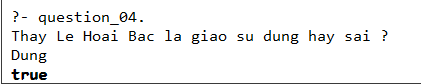 ?- question_04.
Thay Le Hoai Bac la giao su dung hay sai ?
Dung
true